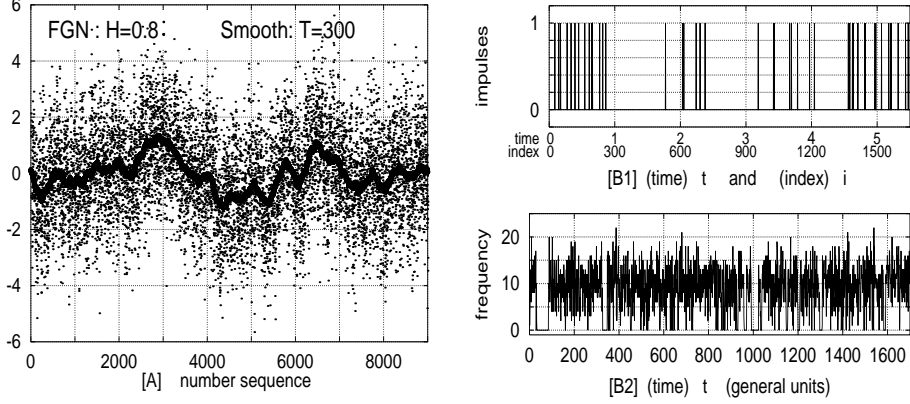 6
FGN : H=0.8
Smooth: T=300
4
2
0
-2
-4
-6
0 2000 4000 6000 8000
[A] number sequence
impulses
1
0
time 0 1 2 3 4 5
index 0 300 600 900 1200 1500
[B1] (time) t and (index) i
frequency
20
10
0
0 200 400 600 800 1000 1200 1400 1600
[B2] (time) t (general units)